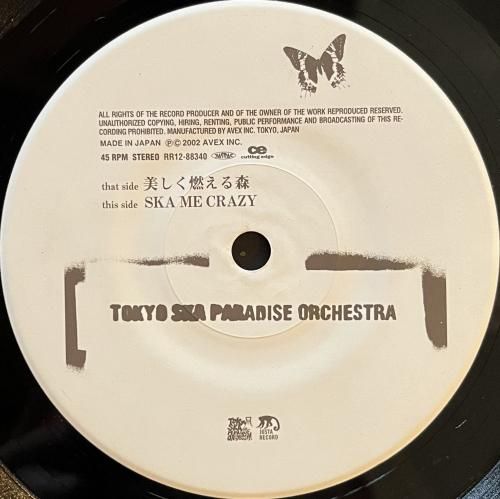 ALL RIGHTS OF THE RECORD PRODUCER AND OF THE OWNER OF THE WORK REPRODUCED RESERVED.
UNAUTHORIZED COPYING, HIRING, RENTING, PUBLIC PERFORMANCE AND BROADCASTING OF THIS RE-
CORDING PROHIBITED. MANUFACTURED BY AVEX INC. TOKYO, JAPAN
MADE IN JAPAN ℗©2002 AVEX INC.
45 RPM STEREO RR12-88340 ce cutting edge
that side 美しく燃える森
this side SKA ME CRAZY
TOKYO SKA PARADISE ORCHESTRA
JUSTA
RECORD